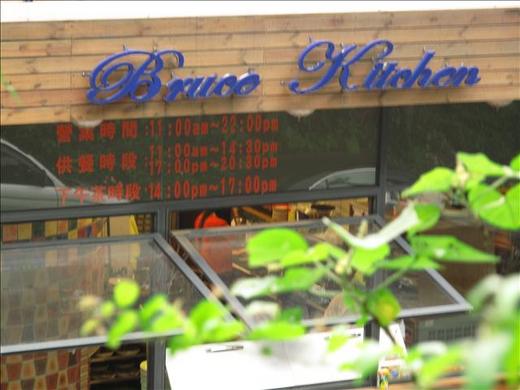 Bruce Kitchen
營業時間:11:00am~22:00pm
供餐時段:11:00am~14:30pm
17:00pm~20:30pm
下午茶時段:14:00pm~17:00pm